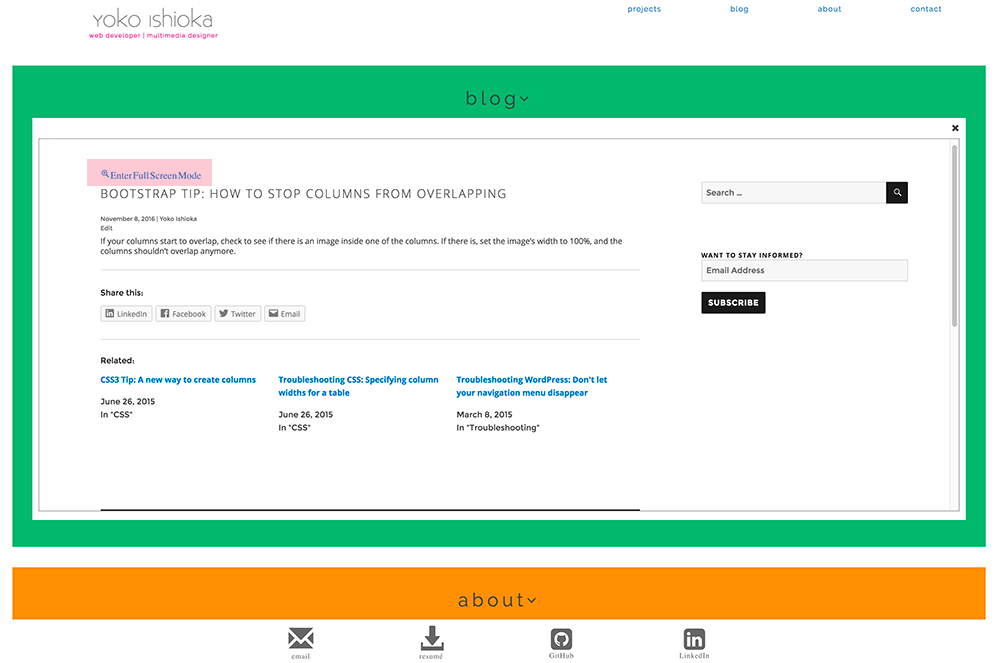 yoko ishioka
web developer | multimedia designer
projects blog about contact
blog
EnterFullScreenMode
BOOTSTRAP TIP: HOW TO STOP COLUMNS FROM OVERLAPPING
November 8, 2016 | Yoko Ishioka
Edit
If your columns start to overlap, check to see if there is an image inside one of the columns. If there is, set the image's width to 100%, and the
columns shouldn't overlap anymore.
Share this:
LinkedIn Facebook Twitter Email
Related:
CSS3 Tip: A new way to create columns
June 26, 2015
In "CSS"
Troubleshooting CSS: Specifying column
widths for a table
June 26, 2015
In "CSS"
Troubleshooting WordPress: Don't let
your navigation menu disappear
March 8, 2015
In "Troubleshooting"
Search ...
WANT TO STAY INFORMED?
Email Address
SUBSCRIBE
about
email resumé GitHub LinkedIn